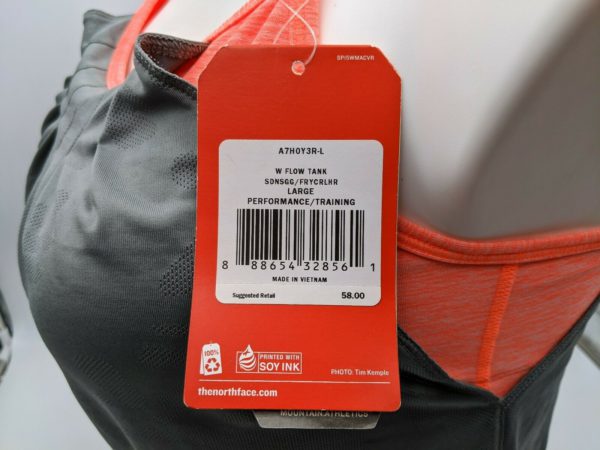 SP/SWMACVR
A7H0Y3R-L
W FLOW TANK
SDNSGG/FRYCRLHR
LARGE
PERFORMANCE/TRAINING
8 88654 32856 1
MADE IN VIETNAM
Suggested Retail 58.00
100%
PRINTED WITH
SOY INK
PHOTO: Tim Kemple
thenorthface.com
MOUNTAIN ATHLETICS